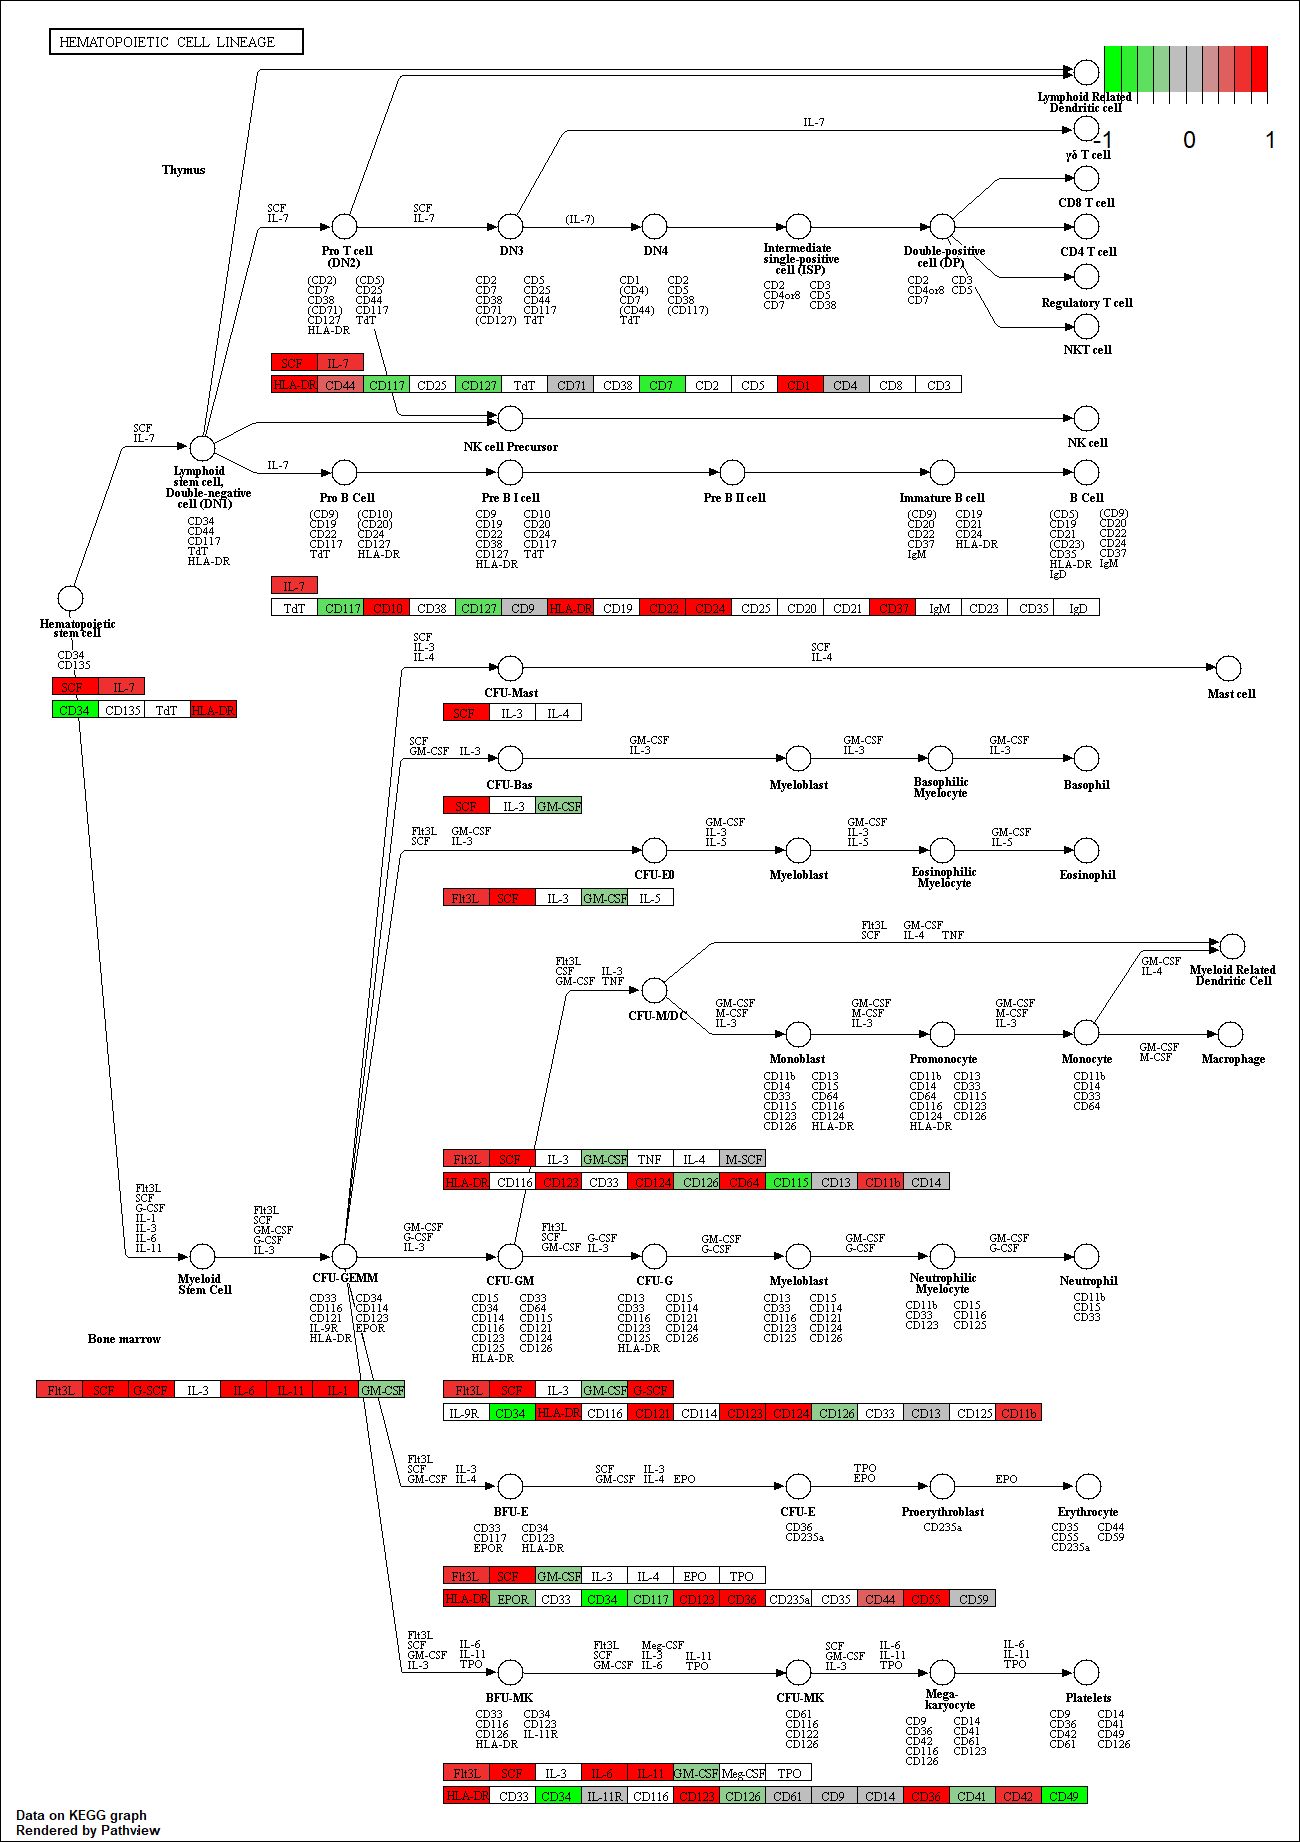 HEMATOPOIETIC CELL LINEAGE
-1 0 1
Lymphoid Related
Dendritic cell
IL-7
γδ T cell
Thymus
CD8 T cell
SCF
IL-7
SCF
IL-7
(IL-7)
Pro T cell
(DN2)
DN3
DN4
Intermediate
single-positive
cell (ISP)
Double-positive
cell (DP)
CD4 T cell
Regulatory T cell
NKT cell
(CD2) (CD5)
CD7 CD25
CD38 CD44
(CD71) CD117
CD127 TdT
HLA-DR
CD2 CD5
CD7 CD25
CD38 CD44
CD71 CD117
(CD127) TdT
CD1 CD2
(CD4) CD5
CD7 CD38
(CD44) (CD117)
TdT
CD2 CD3
CD4or8 CD5
CD7 CD38
CD2 CD3
CD4or8 CD5
CD7
SCF IL-7
HLA-DR CD44 CD117 CD25 CD127 TdT CD71 CD38 CD7 CD2 CD5 CD1 CD4 CD8 CD3
NK cell Precursor
NK cell
SCF
IL-7
Lymphoid
stem cell,
Double-negative
cell (DN1)
CD34
CD44
CD117
TdT
HLA-DR
IL-7
Pro B Cell
Pre B I cell
Pre B II cell
Immature B cell
B Cell
(CD9) (CD10)
CD19 (CD20)
CD22 CD24
CD117 CD127
TdT HLA-DR
CD9 CD10
CD19 CD20
CD22 CD24
CD38 CD117
CD127 TdT
HLA-DR
(CD9) CD19
CD20 CD21
CD22 CD24
CD37 HLA-DR
IgM
(CD5) (CD9)
CD19 CD20
CD21 CD22
(CD23) CD24
CD35 CD37
HLA-DR IgM
IgD
IL-7
TdT CD117 CD10 CD38 CD127 CD9 HLA-DR CD19 CD22 CD24 CD25 CD20 CD21 CD37 IgM CD23 CD35 IgD
Hematopoietic
stem cell
CD34
CD135
SCF IL-7
CD34 CD135 TdT HLA-DR
SCF
IL-3
IL-4
SCF
IL-4
CFU-Mast
Mast cell
SCF IL-3 IL-4
SCF
GM-CSF IL-3
GM-CSF
IL-3
GM-CSF
IL-3
GM-CSF
IL-3
CFU-Bas
Myeloblast
Basophilic
Myelocyte
Basophil
SCF IL-3 GM-CSF
Flt3L GM-CSF
SCF IL-3
GM-CSF
IL-3
IL-5
GM-CSF
IL-3
IL-5
GM-CSF
IL-5
CFU-E0
Myeloblast
Eosinophilic
Myelocyte
Eosinophil
Flt3L SCF IL-3 GM-CSF IL-5
Flt3L GM-CSF
SCF IL-4 TNF
Flt3L
CSF IL-3
GM-CSF TNF
CFU-M/DC
GM-CSF
IL-4
Myeloid Related
Dendritic Cell
GM-CSF
M-CSF
IL-3
GM-CSF
M-CSF
IL-3
GM-CSF
M-CSF
IL-3
GM-CSF
M-CSF
Monoblast
Promonocyte
Monocyte
Macrophage
CD11b CD13
CD14 CD15
CD33 CD64
CD115 CD116
CD123 CD124
CD126 HLA-DR
CD11b CD13
CD14 CD33
CD64 CD115
CD116 CD123
CD124 CD126
HLA-DR
CD11b
CD14
CD33
CD64
Flt3L SCF IL-3 GM-CSF TNF IL-4 M-SCF
HLA-DR CD116 CD123 CD33 CD124 CD126 CD64 CD115 CD13 CD11b CD14
Flt3L
SCF
G-CSF
IL-1
IL-3
IL-6
IL-11
Flt3L
SCF
GM-CSF
G-CSF
IL-3
GM-CSF
G-CSF
IL-3
Flt3L
SCF G-CSF
GM-CSF IL-3
GM-CSF
G-CSF
GM-CSF
G-CSF
GM-CSF
G-CSF
Myeloid
Stem Cell
CFU-GEMM
CFU-GM
CFU-G
Myeloblast
Neutrophilic
Myelocyte
Neutrophil
CD33 CD34
CD116 CD114
CD121 CD123
IL-9R EPOR
HLA-DR
CD15 CD33
CD34 CD64
CD114 CD115
CD116 CD121
CD123 CD124
CD125 CD126
HLA-DR
CD13 CD15
CD33 CD114
CD116 CD121
CD123 CD124
CD125 CD126
HLA-DR
CD13 CD15
CD33 CD114
CD116 CD121
CD123 CD124
CD125 CD126
CD11b CD15
CD33 CD116
CD123 CD125
CD11b
CD15
CD33
Bone marrow
Flt3L SCF G-SCF IL-3 IL-6 IL-11 IL-1 GM-CSF
Flt3L SCF IL-3 GM-CSF G-SCF
IL-9R CD34 HLA-DR CD116 CD121 CD114 CD123 CD124 CD126 CD33 CD13 CD125 CD11b
Flt3L
SCF IL-3
GM-CSF IL-4
SCF IL-3
GM-CSF IL-4 EPO
TPO
EPO
EPO
BFU-E
CFU-E
Proerythroblast
Erythrocyte
CD33 CD34
CD117 CD123
EPOR HLA-DR
CD36
CD235a
CD235a
CD35 CD44
CD55 CD59
CD235a
Flt3L SCF GM-CSF IL-3 IL-4 EPO TPO
HLA-DR EPOR CD33 CD34 CD117 CD123 CD36 CD235a CD35 CD44 CD55 CD59
Flt3L
SCF IL-6
GM-CSF IL-11
IL-3 TPO
Flt3L Meg-CSF
SCF IL-3 IL-11
GM-CSF IL-6 TPO
SCF IL-6
GM-CSF IL-11
IL-3 TPO
IL-6
IL-11
TPO
BFU-MK
CFU-MK
Mega-
karyocyte
Platelets
CD33 CD34
CD116 CD123
CD126 IL-11R
HLA-DR
CD61
CD116
CD122
CD126
CD9 CD14
CD36 CD41
CD42 CD61
CD116 CD123
CD126
CD9 CD14
CD36 CD41
CD42 CD49
CD61 CD126
Flt3L SCF IL-3 IL-6 IL-11 GM-CSF Meg-CSF TPO
HLA-DR CD33 CD34 IL-11R CD116 CD123 CD126 CD61 CD9 CD14 CD36 CD41 CD42 CD49
Data on KEGG graph
Rendered by Pathview